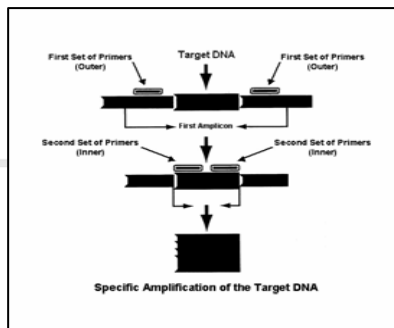 Target DNA
First Set of Primers
(Outer)
First Set of Primers
(Outer)
First Amplicon
Second Set of Primers
(Inner)
Second Set of Primers
(Inner)
Specific Amplification of the Target DNA